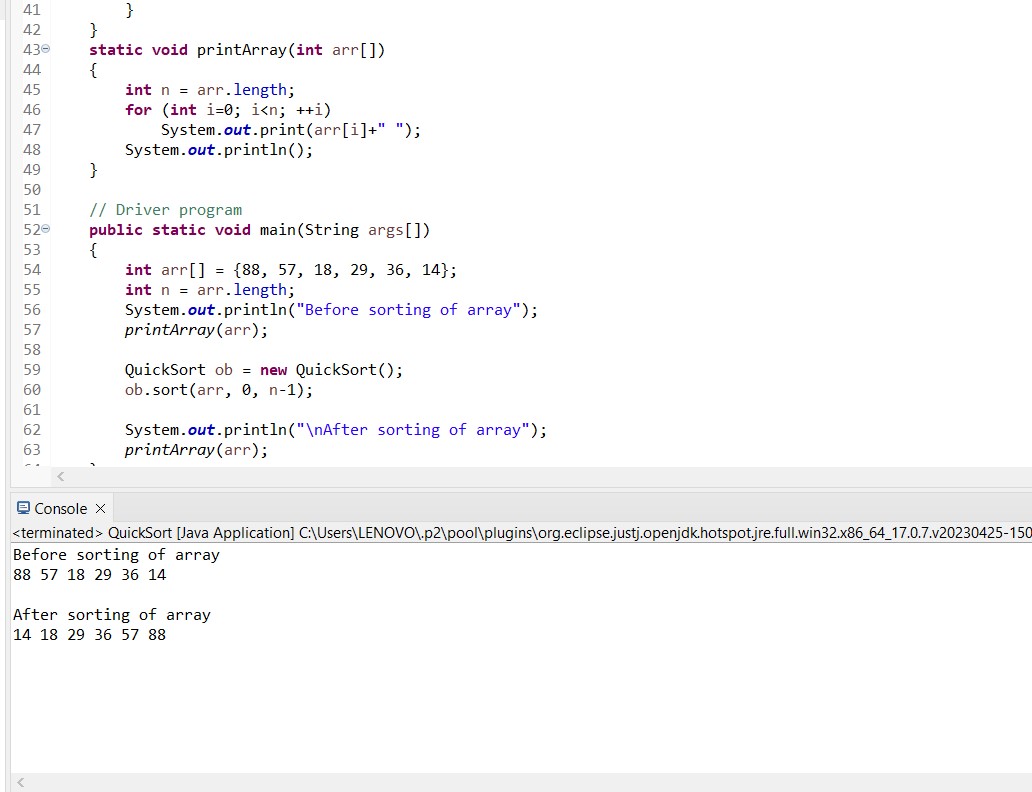 41 }
42 }
43 static void printArray(int arr[])
44 {
45 int n = arr.length;
46 for (int i=0; i<n; ++i)
47 System.out.print(arr[i]+" ");
48 System.out.println();
49 }
50
51 // Driver program
52 public static void main(String args[])
53 {
54 int arr[] = {88, 57, 18, 29, 36, 14};
55 int n = arr.length;
56 System.out.println("Before sorting of array");
57 printArray(arr);
58
59 QuickSort ob = new QuickSort();
60 ob.sort(arr, 0, n-1);
61
62 System.out.println("\nAfter sorting of array");
63 printArray(arr);
Console
<terminated> QuickSort [Java Application] C:\Users\LENOVO\.p2\pool\plugins\org.eclipse.justj.openjdk.hotspot.jre.full.win32.x86_64_17.0.7.v20230425-150
Before sorting of array
88 57 18 29 36 14
After sorting of array
14 18 29 36 57 88